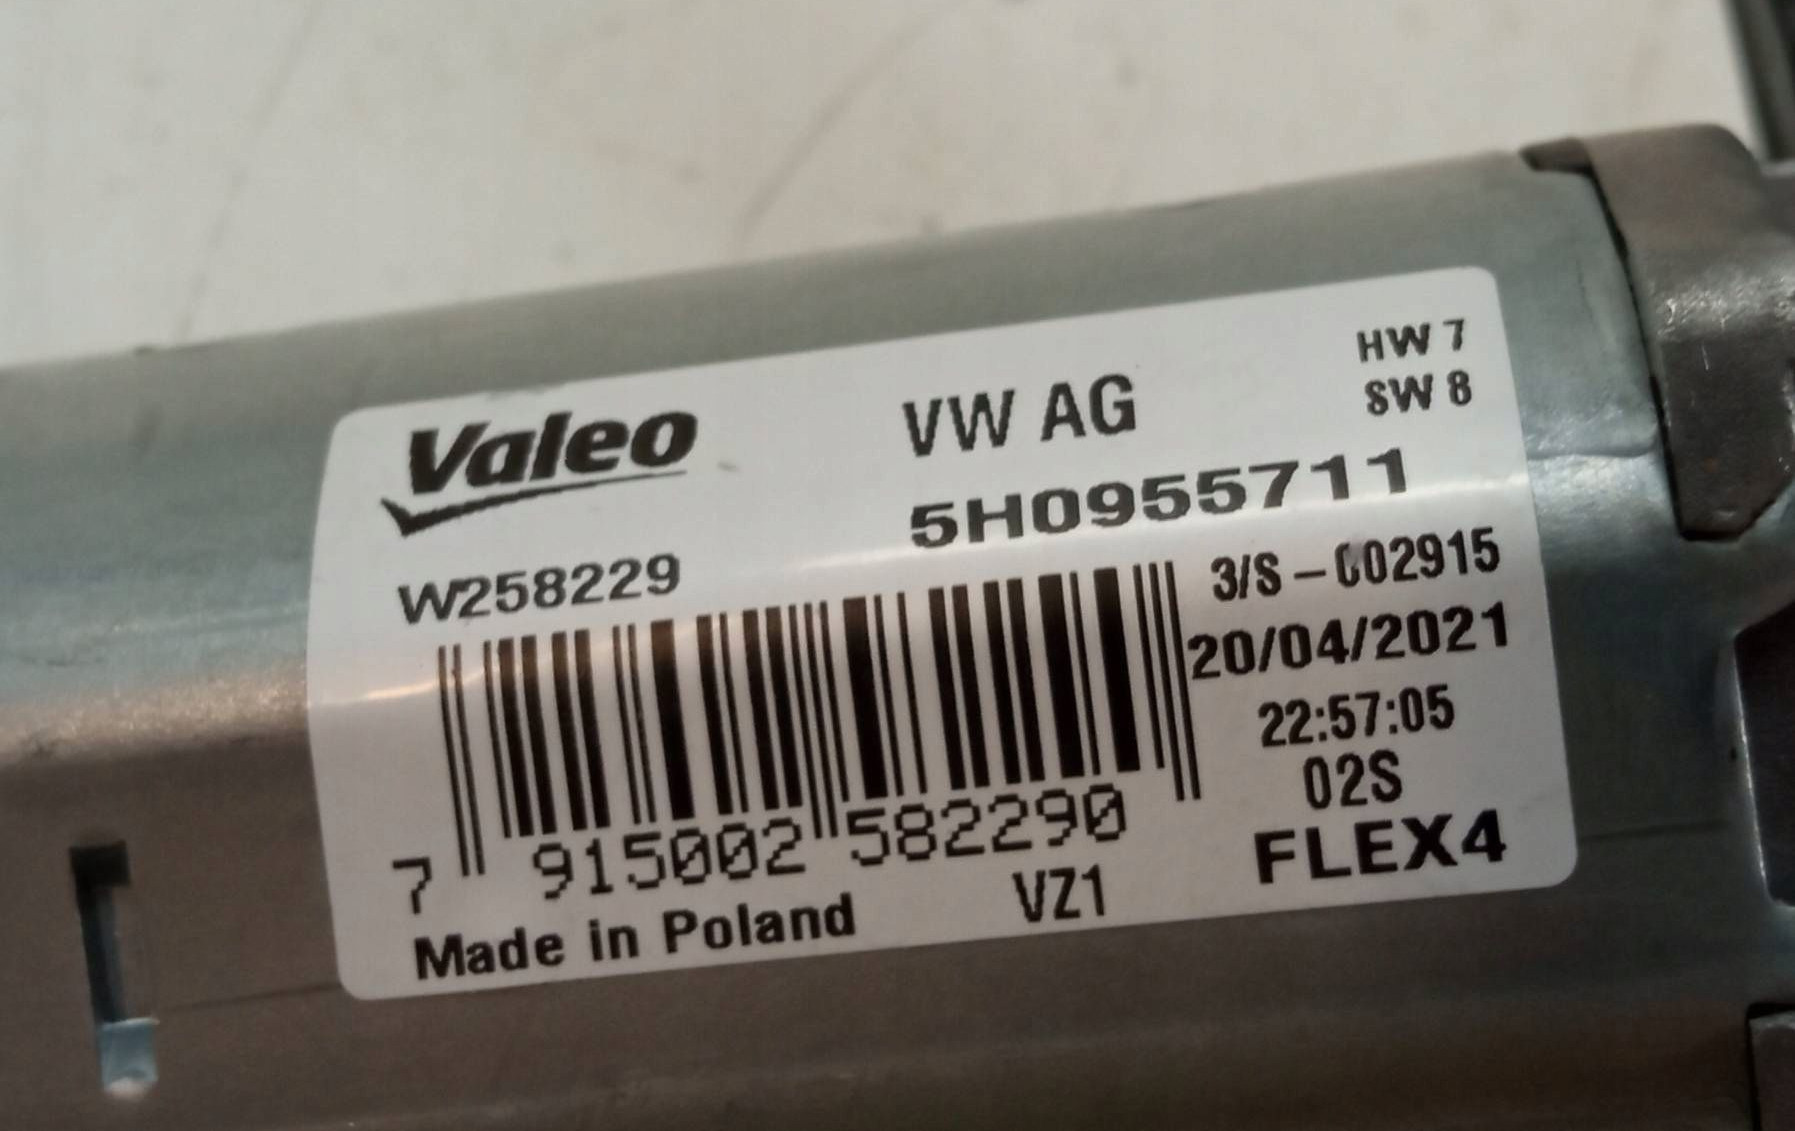 Valeo
VW AG
HW 7
SW 8
5H0955711
W258229
3/S - 002915
20/04/2021
22:57:05
02S
FLEX4
7 915002 582290
Made in Poland
VZ1